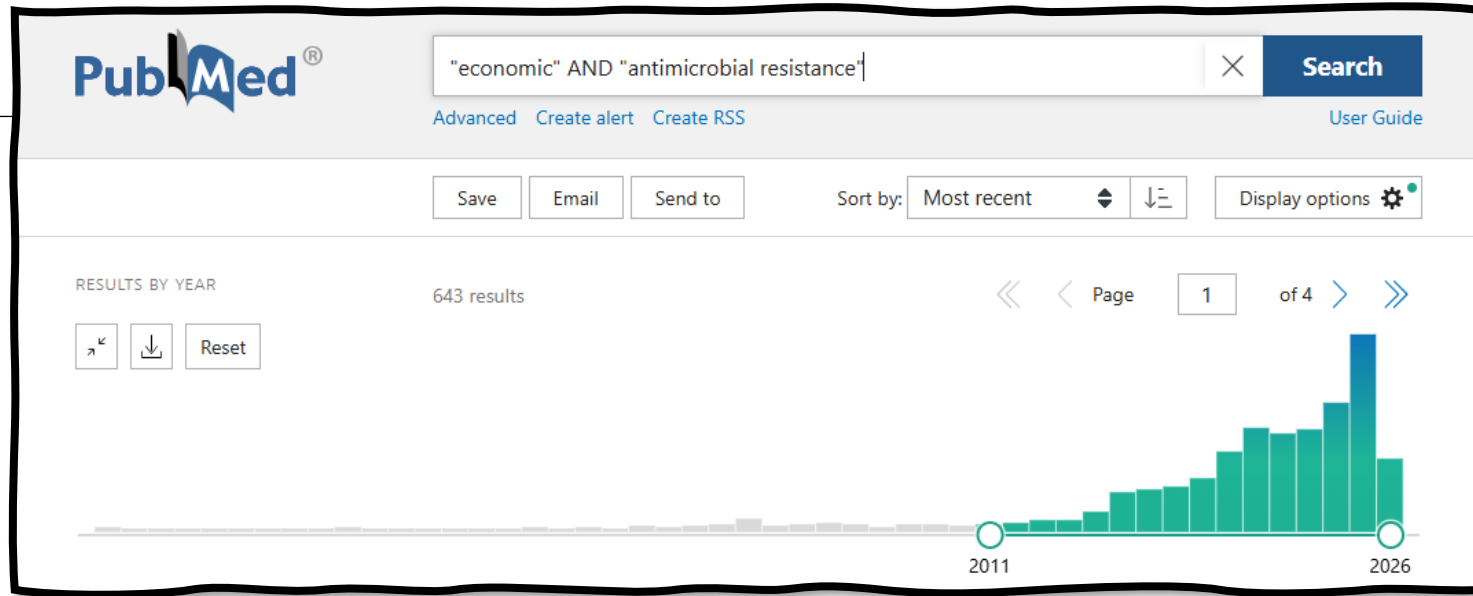 PubMed®
"economic" AND "antimicrobial resistance"
Search
Advanced Create alert Create RSS
User Guide
Save Email Send to
Sort by: Most recent
Display options
RESULTS BY YEAR
643 results
Page 1 of 4
Reset
2011
2026